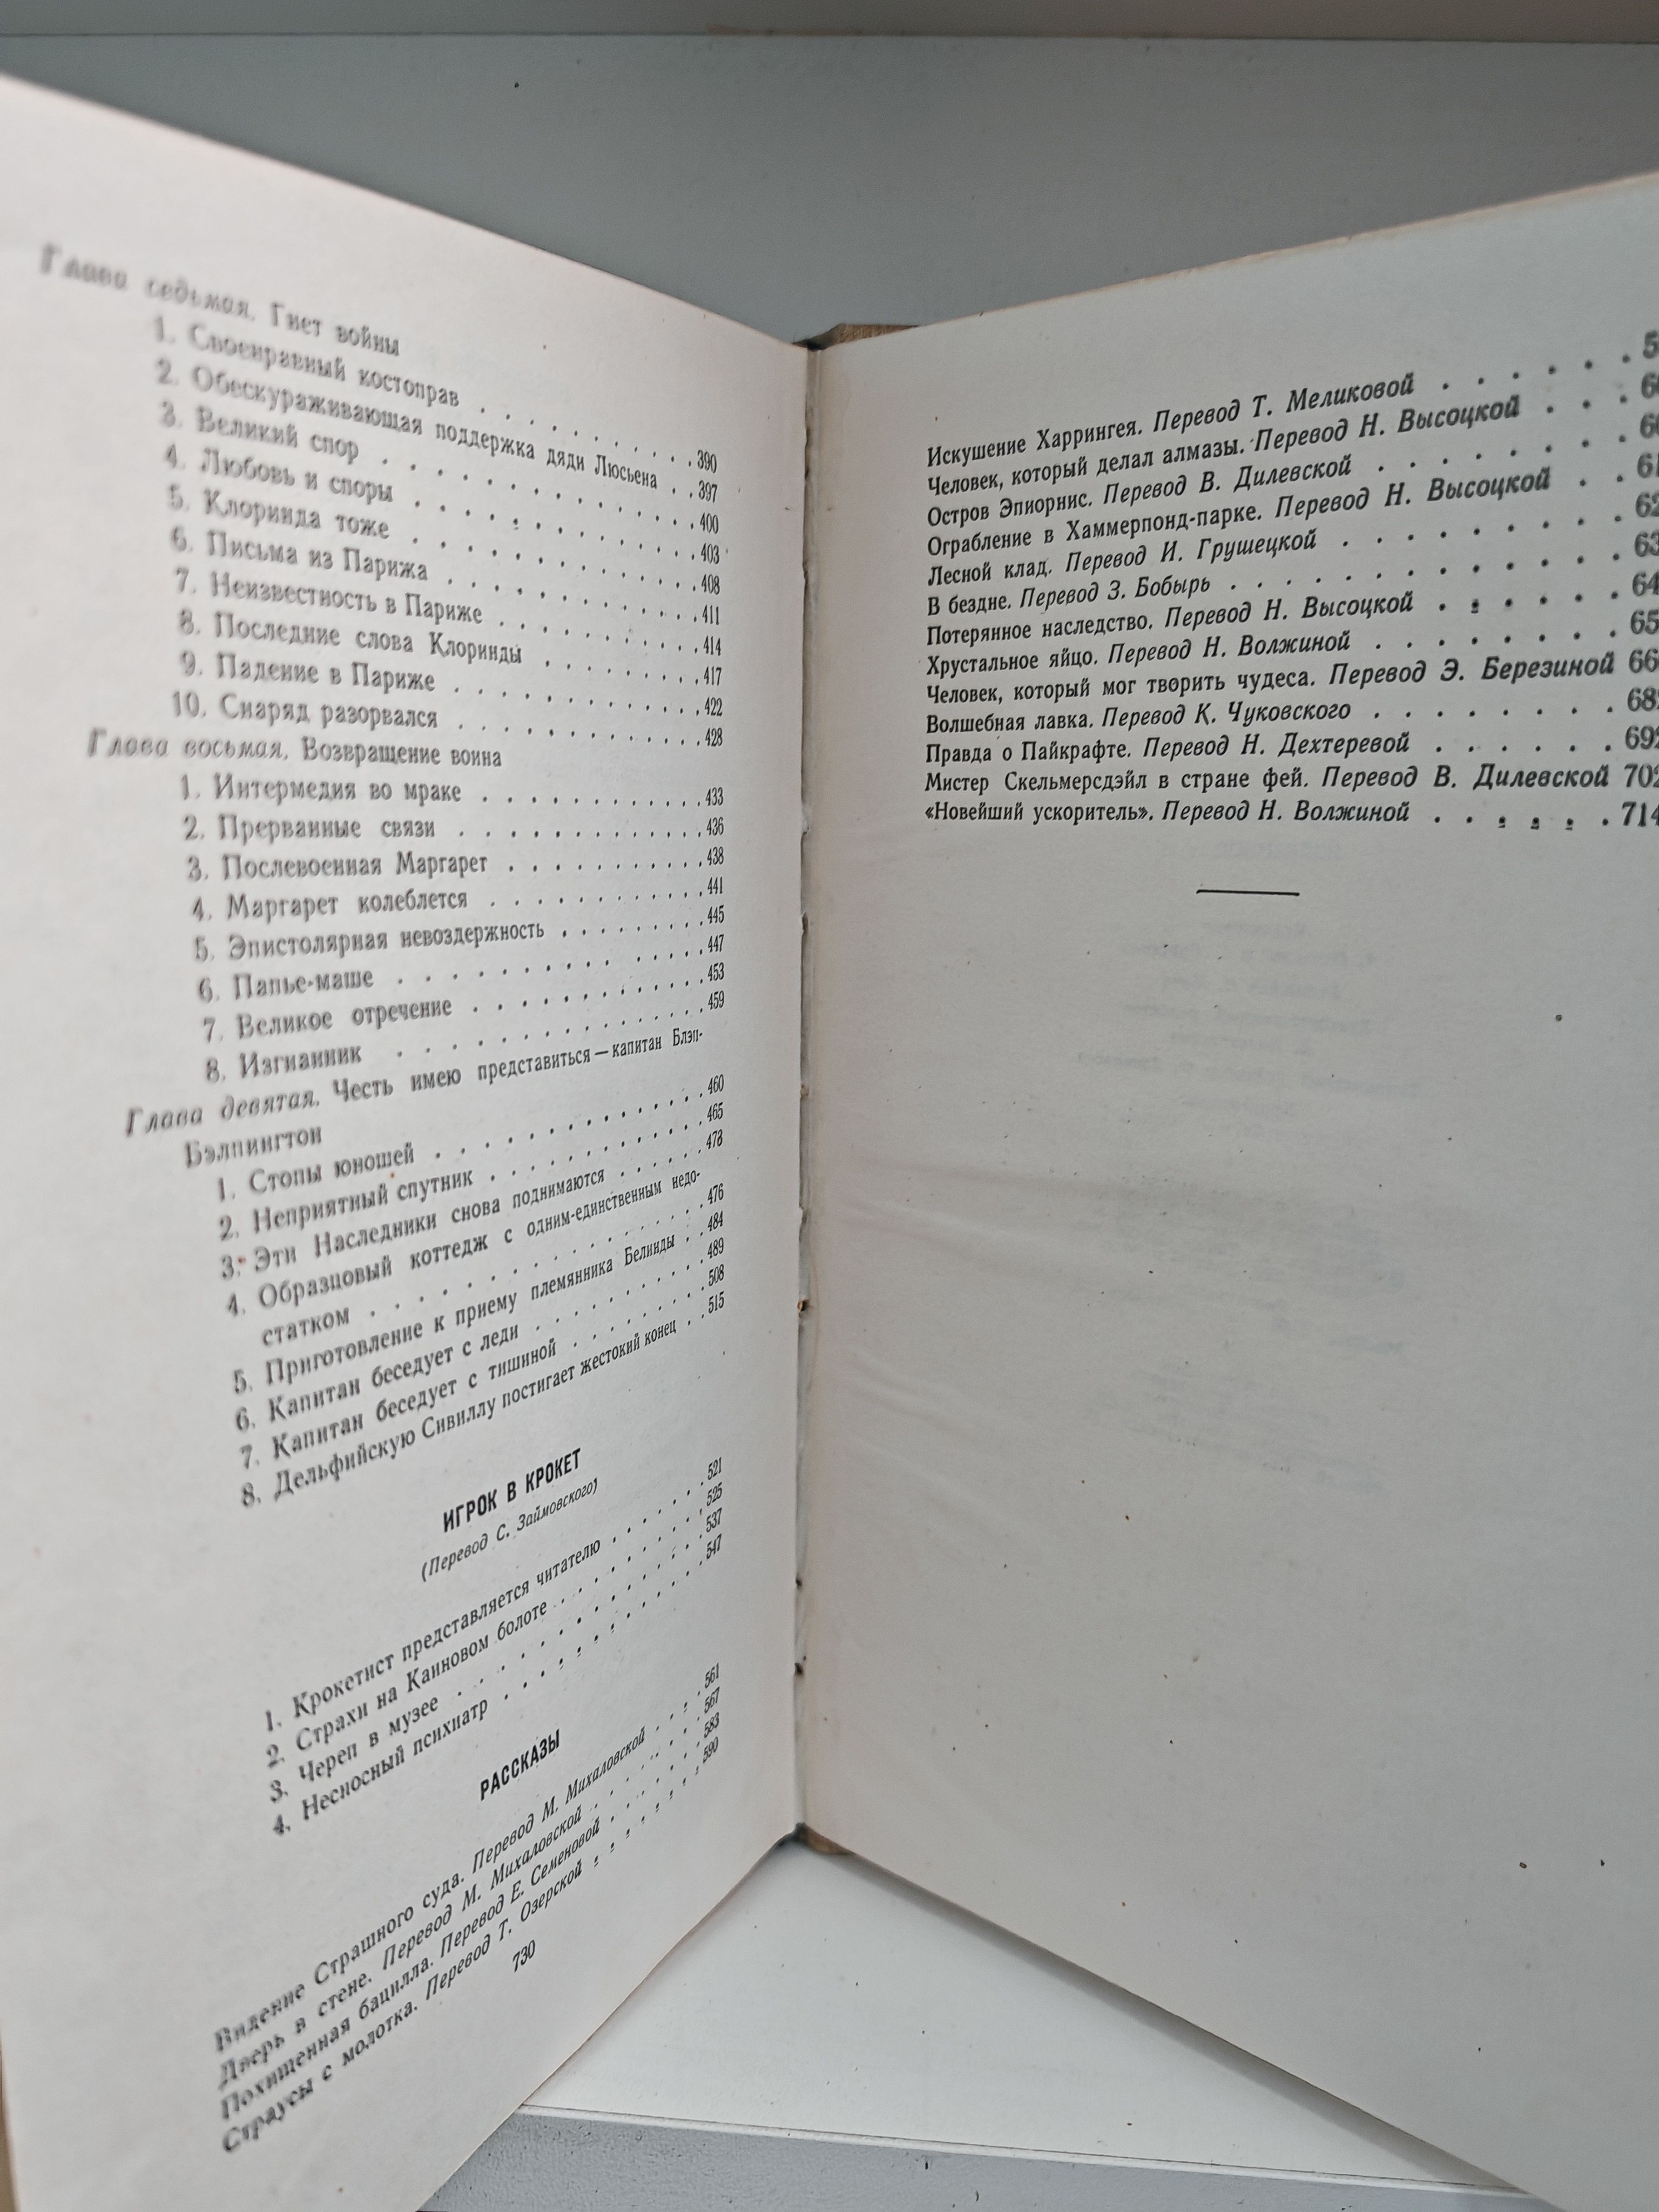 Глава седьмая. Гнет войны
1. Своенравный костоправ . . . . . . . . . . 390
2. Обескураживающая поддержка дяди Люсьена . . 397
3. Великий спор . . . . . . . . . . . . . 400
4. Любовь и споры . . . . . . . . . . . . 403
5. Клоринда тоже . . . . . . . . . . . . 408
6. Письма из Парижа . . . . . . . . . . . 411
7. Неизвестность в Париже . . . . . . . . . 414
8. Последние слова Клоринды . . . . . . . . 417
9. Падение в Париже . . . . . . . . . . . 422
10. Снаряд разорвался . . . . . . . . . . . 428
Глава восьмая. Возвращение воина
1. Интермедия во мраке . . . . . . . . . . 433
2. Прерванные связи . . . . . . . . . . . 436
3. Послевоенная Маргарет . . . . . . . . . 438
4. Маргарет колеблется . . . . . . . . . . 441
5. Эпистолярная невоздержность . . . . . . . 445
6. Папье-маше . . . . . . . . . . . . . 447
7. Великое отречение . . . . . . . . . . . 453
8. Изгнанник . . . . . . . . . . . . . 459
Глава девятая. Честь имею представиться — капитан Блэп-
Бэлпингтон
1. Стопы юношей . . . . . . . . . . . . 460
2. Неприятный спутник . . . . . . . . . . 465
3. Эти Наследники снова поднимаются . . . . . 473
4. Образцовый коттедж с одним-единственным недо-
статком . . . . . . . . . . . . . . 476
5. Приготовление к приему племянника Белинды . . 484
6. Капитан беседует с леди . . . . . . . . . 489
7. Капитан беседует с тишиной . . . . . . . 508
8. Дельфийскую Сивиллу постигает жестокий конец . . 515
ИГРОК В КРОКЕТ
(Перевод С. Займовского)
1. Крокетист представляется читателю . . . . . 521
2. Страхи на Каиновом болоте . . . . . . . . 525
3. Череп в музее . . . . . . . . . . . . 537
4. Несносный психиатр . . . . . . . . . . 547
РАССКАЗЫ
Видение Страшного суда. Перевод М. Михаловской . . . . 561
Дверь в стене. Перевод М. Михаловской . . . . . . . 567
Похищенная бацилла. Перевод Е. Семеновой . . . . . . 583
Страусы с молотка. Перевод Т. Озерской . . . . . . . 590
730
Искушение Харрингея. Перевод Т. Меликовой . . . . . .
Человек, который делал алмазы. Перевод Н. Высоцкой . . .
Остров Эпиорнис. Перевод В. Дилевской . . . . . . . .
Ограбление в Хаммерпонд-парке. Перевод Н. Высоцкой . .
Лесной клад. Перевод И. Грушецкой . . . . . . . .
В бездне. Перевод З. Бобырь . . . . . . . . . . .
Потерянное наследство. Перевод Н. Высоцкой . . . . . .
Хрустальное яйцо. Перевод Н. Волжиной . . . . . . .
Человек, который мог творить чудеса. Перевод Э. Березиной
Волшебная лавка. Перевод К. Чуковского . . . . . . .
Правда о Пайкрафте. Перевод Н. Дехтеревой . . . . . . 692
Мистер Скельмерсдэйл в стране фей. Перевод В. Дилевской 702
«Новейший ускоритель». Перевод Н. Волжиной . . . . . . 714